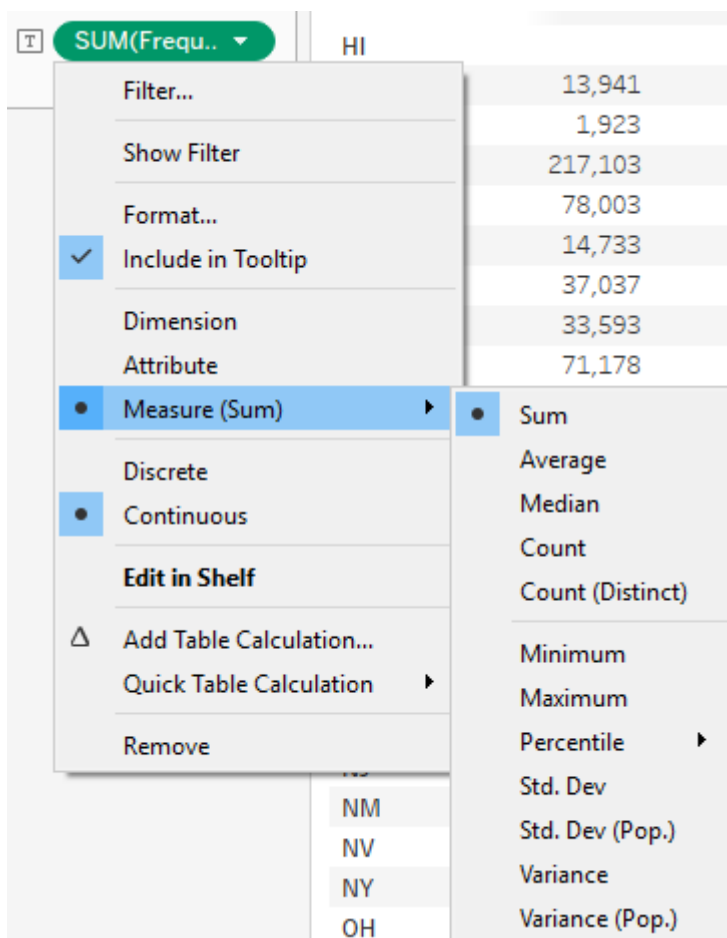 T SUM(Frequ..
HI
13,941
1,923
217,103
78,003
14,733
37,037
33,593
71,178
Filter...
Show Filter
Format...
Include in Tooltip
Dimension
Attribute
Measure (Sum)
Discrete
Continuous
Edit in Shelf
Add Table Calculation...
Quick Table Calculation
Remove
Sum
Average
Median
Count
Count (Distinct)
Minimum
Maximum
Percentile
Std. Dev
Std. Dev (Pop.)
Variance
Variance (Pop.)
NM
NV
NY
OH